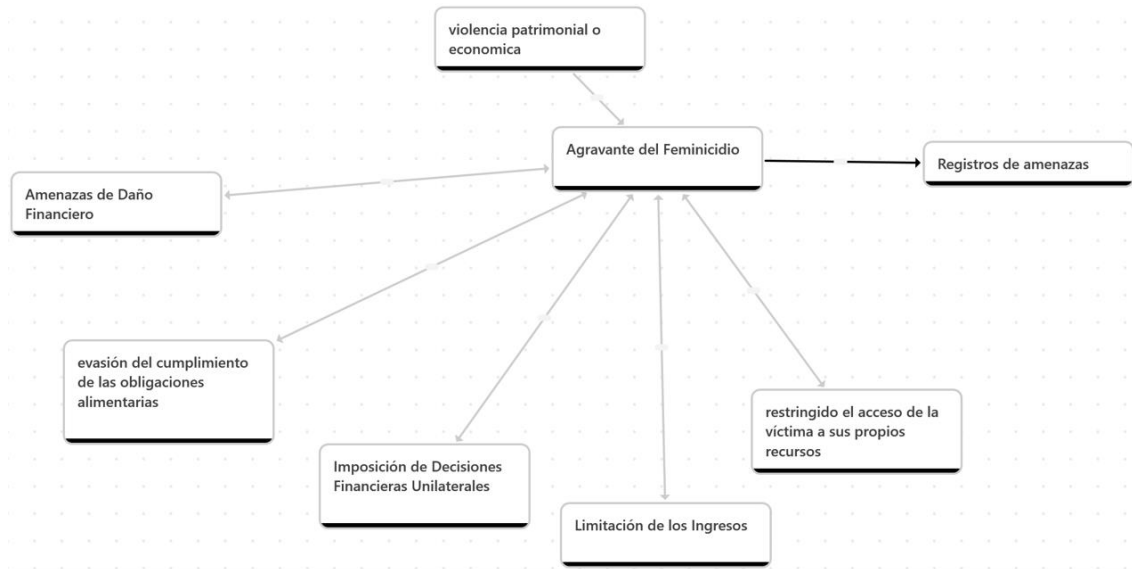 violencia patrimonial o
economica
Agravante del Feminicidio
Registros de amenazas
Amenazas de Daño
Financiero
evasión del cumplimiento
de las obligaciones
alimentarias
restringido el acceso de la
víctima a sus propios
recursos
Imposición de Decisiones
Financieras Unilaterales
Limitación de los Ingresos